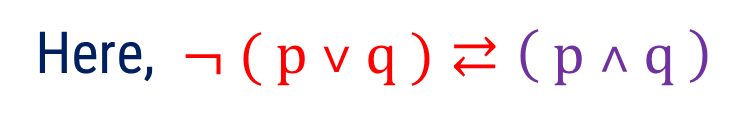 Here, ¬ ( p ∨ q ) ⇄ ( p ∧ q )